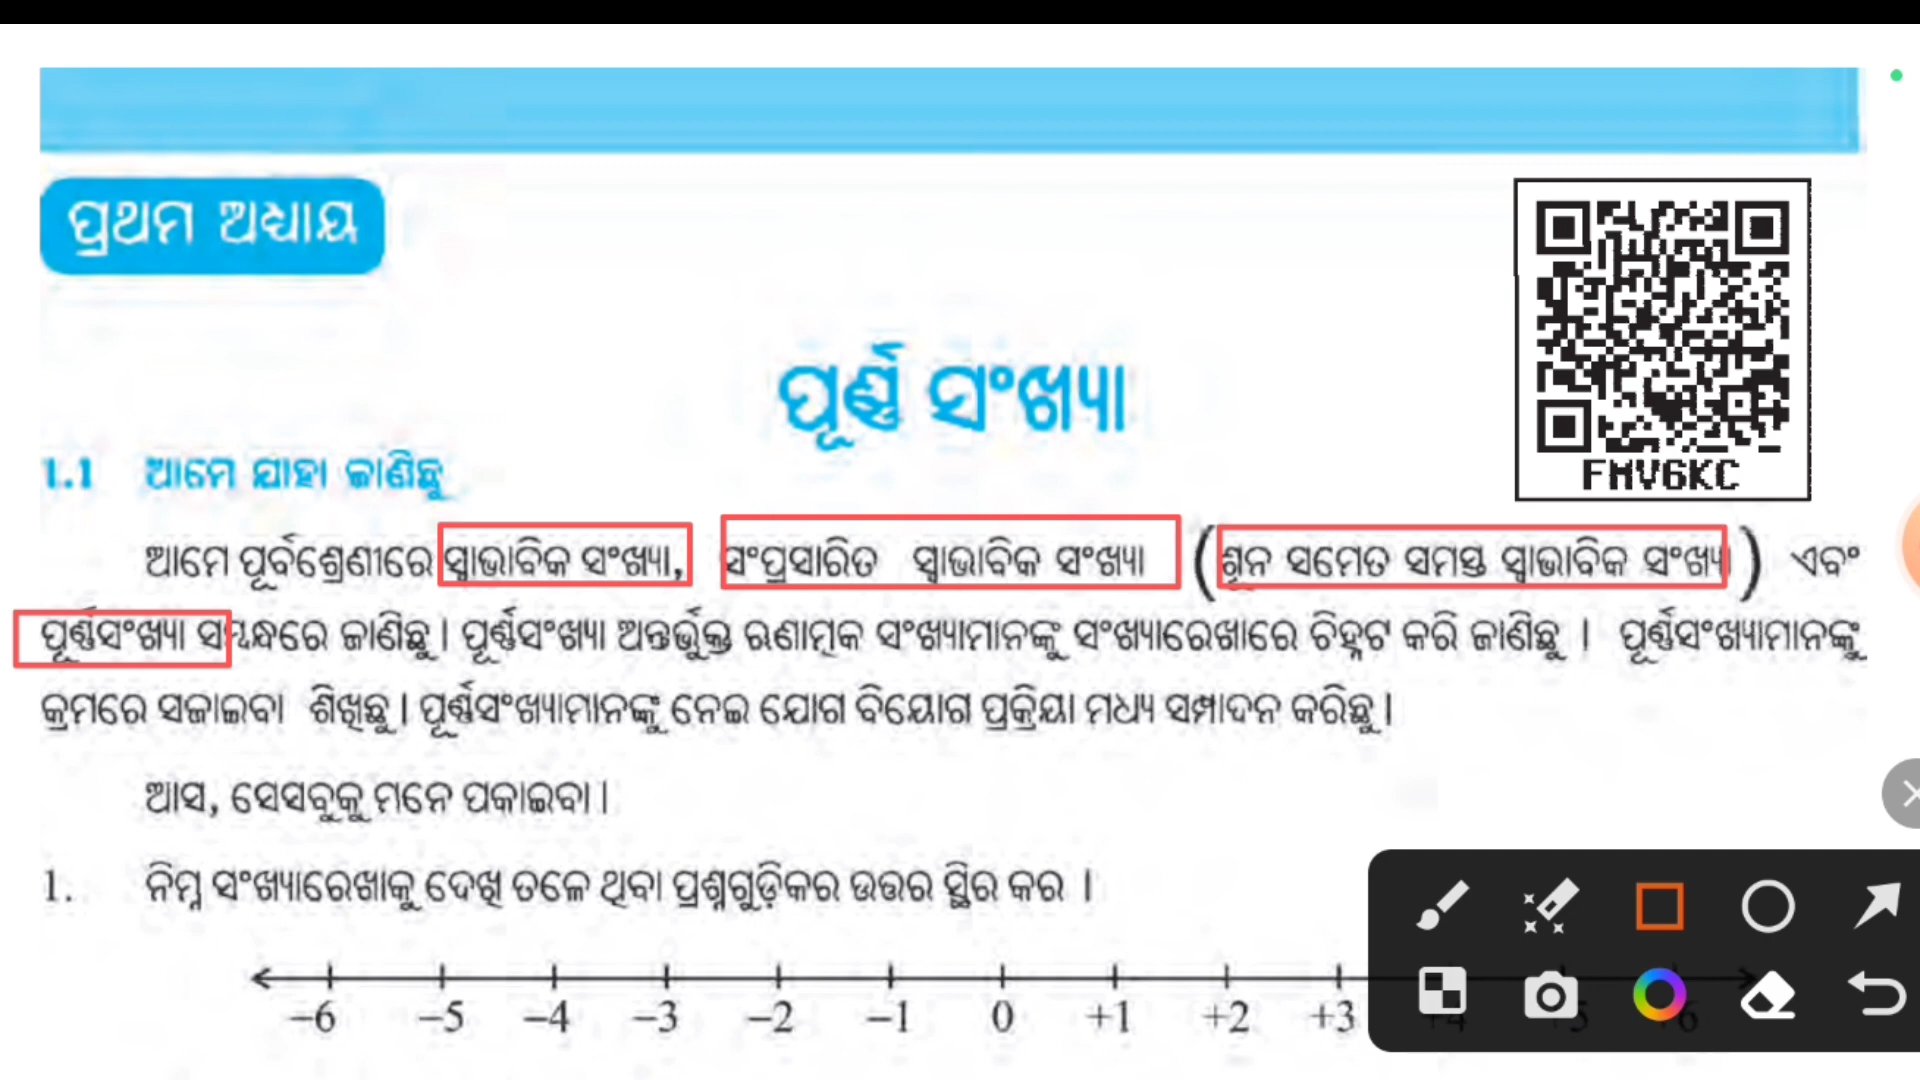 ପ୍ରଥମ ଅଧ୍ୟାୟ
FMV6KC
ପୂର୍ଣ୍ଣ ସଂଖ୍ୟା
1.1 ଆମେ ଯାହା ଜାଣିଛୁ
ଆମେ ପୂର୍ବଶ୍ରେଣୀରେ ସ୍ୱାଭାବିକ ସଂଖ୍ୟା, ସଂପ୍ରସାରିତ ସ୍ୱାଭାବିକ ସଂଖ୍ୟା (ଶୂନ ସମେତ ସମସ୍ତ ସ୍ୱାଭାବିକ ସଂଖ୍ୟା) ଏବଂ
ପୂର୍ଣ୍ଣସଂଖ୍ୟା ସମ୍ବନ୍ଧରେ ଜାଣିଛୁ । ପୂର୍ଣ୍ଣସଂଖ୍ୟା ଅନ୍ତର୍ଭୁକ୍ତ ଋଣାତ୍ମକ ସଂଖ୍ୟାମାନଙ୍କୁ ସଂଖ୍ୟାରେଖାରେ ଚିହ୍ନଟ କରି ଜାଣିଛୁ । ପୂର୍ଣ୍ଣସଂଖ୍ୟାମାନଙ୍କୁ
କ୍ରମରେ ସଜାଇବା ଶିଖିଛୁ । ପୂର୍ଣ୍ଣସଂଖ୍ୟାମାନଙ୍କୁ ନେଇ ଯୋଗ ବିୟୋଗ ପ୍ରକ୍ରିୟା ମଧ୍ୟ ସମ୍ପାଦନ କରିଛୁ ।
ଆସ, ସେସବୁକୁ ମନେ ପକାଇବା ।
1. ନିମ୍ନ ସଂଖ୍ୟାରେଖାକୁ ଦେଖି ତଳେ ଥିବା ପ୍ରଶ୍ନଗୁଡ଼ିକର ଉତ୍ତର ସ୍ଥିର କର ।
–6 –5 –4 –3 –2 –1 0 +1 +2 +3 +4 5 6